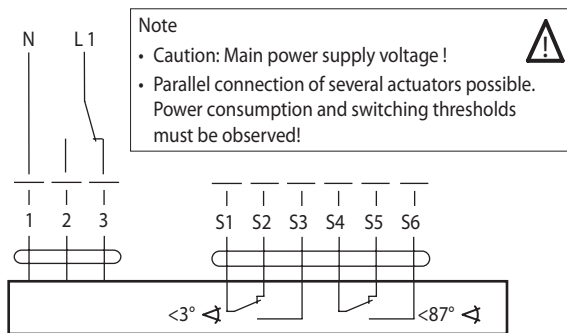 Note
• Caution: Main power supply voltage !
• Parallel connection of several actuators possible.
Power consumption and switching thresholds
must be observed!
N L 1
1 2 3 S1 S2 S3 S4 S5 S6
<3° <87°